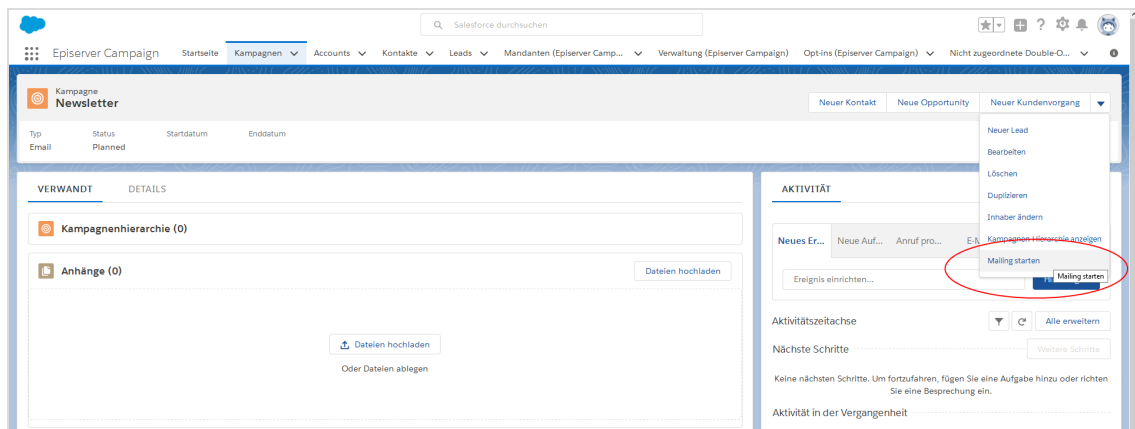 Salesforce durchsuchen
Episerver Campaign Startseite Kampagnen Accounts Kontakte Leads Mandanten (Episerver Camp... Verwaltung (Episerver Campaign) Opt-ins (Episerver Campaign) Nicht zugeordnete Double-O...
Kampagne
Newsletter
Neuer Kontakt Neue Opportunity Neuer Kundenvorgang
Typ Status Startdatum Enddatum
Email Planned
Neuer Lead
Bearbeiten
Löschen
Duplizieren
Inhaber ändern
Kampagnen-Hierarchie anzeigen
Mailing starten
Mailing starten
VERWANDT DETAILS
Kampagnenhierarchie (0)
Anhänge (0) Dateien hochladen
Dateien hochladen
Oder Dateien ablegen
AKTIVITÄT
Neues Er... Neue Auf... Anruf pro...
Ereignis einrichten...
Aktivitätszeitachse Alle erweitern
Nächste Schritte Weitere Schritte
Keine nächsten Schritte. Um fortzufahren, fügen Sie eine Aufgabe hinzu oder richten
Sie eine Besprechung ein.
Aktivität in der Vergangenheit